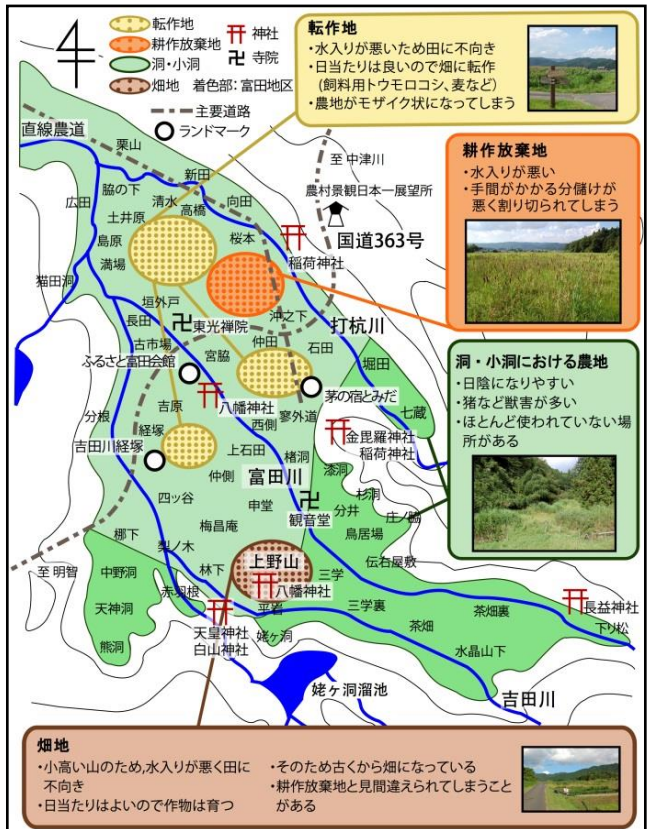 転作地
耕作放棄地
洞・小洞
畑地
神社
寺院
着色部:富田地区
主要道路
ランドマーク
転作地
・水入りが悪いため田に不向き
・日当たりは良いので畑に転作
(飼料用トウモロコシ、麦など)
・農地がモザイク状になってしまう
耕作放棄地
・水入りが悪い
・手間がかかる分儲けが
悪く割り切られてしまう
洞・小洞における農地
・日陰になりやすい
・猪など獣害が多い
・ほとんど使われていない場
所がある
直線農道
栗山
新田
至 中津川
農村景観日本一展望所
国道363号
広田
脇の下
清水
高橋
向田
土井原
島原
満場
桜本
稲荷神社
猫田洞
垣外戸
長田
東光禅院
沖之下
打杭川
古市場
宮脇
仲田
石田
堀田
ふるさと富田会館
茅の宿とみだ
七蔵
分根
吉原
八幡神社
西側
寥外道
金毘羅神社
稲荷神社
経塚
吉田川経塚
上石田
楮洞
漆洞
仲側
富田川
杉洞
四ッ谷
申堂
観音堂
分井
庄ノ脇
鳥居場
梛下
梅昌庵
梨ノ木
上野山
伝石屋敷
至 明智
中野洞
林下
三学
赤羽根
八幡神社
平岩
三学裏
茶畑裏
長益神社
下り松
天神洞
天皇神社
白山神社
姥ヶ洞
茶畑
熊洞
水晶山下
姥ヶ洞溜池
吉田川
畑地
・小高い山のため,水入りが悪く田に
不向き
・日当たりはよいので作物は育つ
・そのため古くから畑になっている
・耕作放棄地と見間違えられてしまうこと
がある